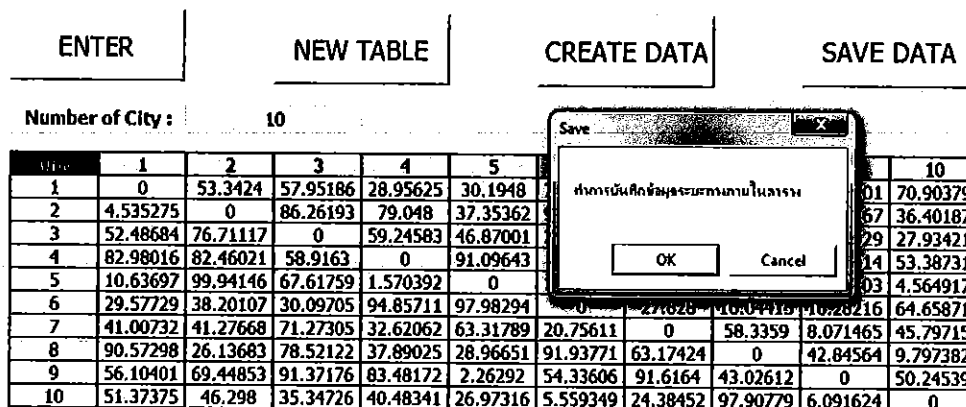 ENTER NEW TABLE CREATE DATA SAVE DATA
Number of City : 10
Save X
1 2 3 4 5 10
1 0 53.3424 57.95186 28.95625 30.1948 01 70.90379
2 4.535275 0 86.26193 79.048 37.35362 67 36.40187
3 52.48684 76.71117 0 59.24583 46.87001 29 27.93421
4 82.98016 82.46021 58.9163 0 91.09643 14 53.38731
5 10.63697 99.94146 67.61759 1.570392 0 03 4.564917
ทำการบันทึกข้อมูลระยะทางภายในตาราง
OK Cancel
6 29.57729 38.20107 30.09705 94.85711 97.98294 64.65871
7 41.00732 41.27668 71.27305 32.62062 63.31789 20.75611 0 58.3359 8.071465 45.79715
8 90.57298 26.13683 78.52122 37.89025 28.96651 91.93771 63.17424 0 42.84564 9.797382
9 56.10401 69.44853 91.37176 83.48172 2.26292 54.33606 91.6164 43.02612 0 50.24539
10 51.37375 46.298 35.34726 40.48341 26.97316 5.559349 24.38452 97.90779 6.091624 0